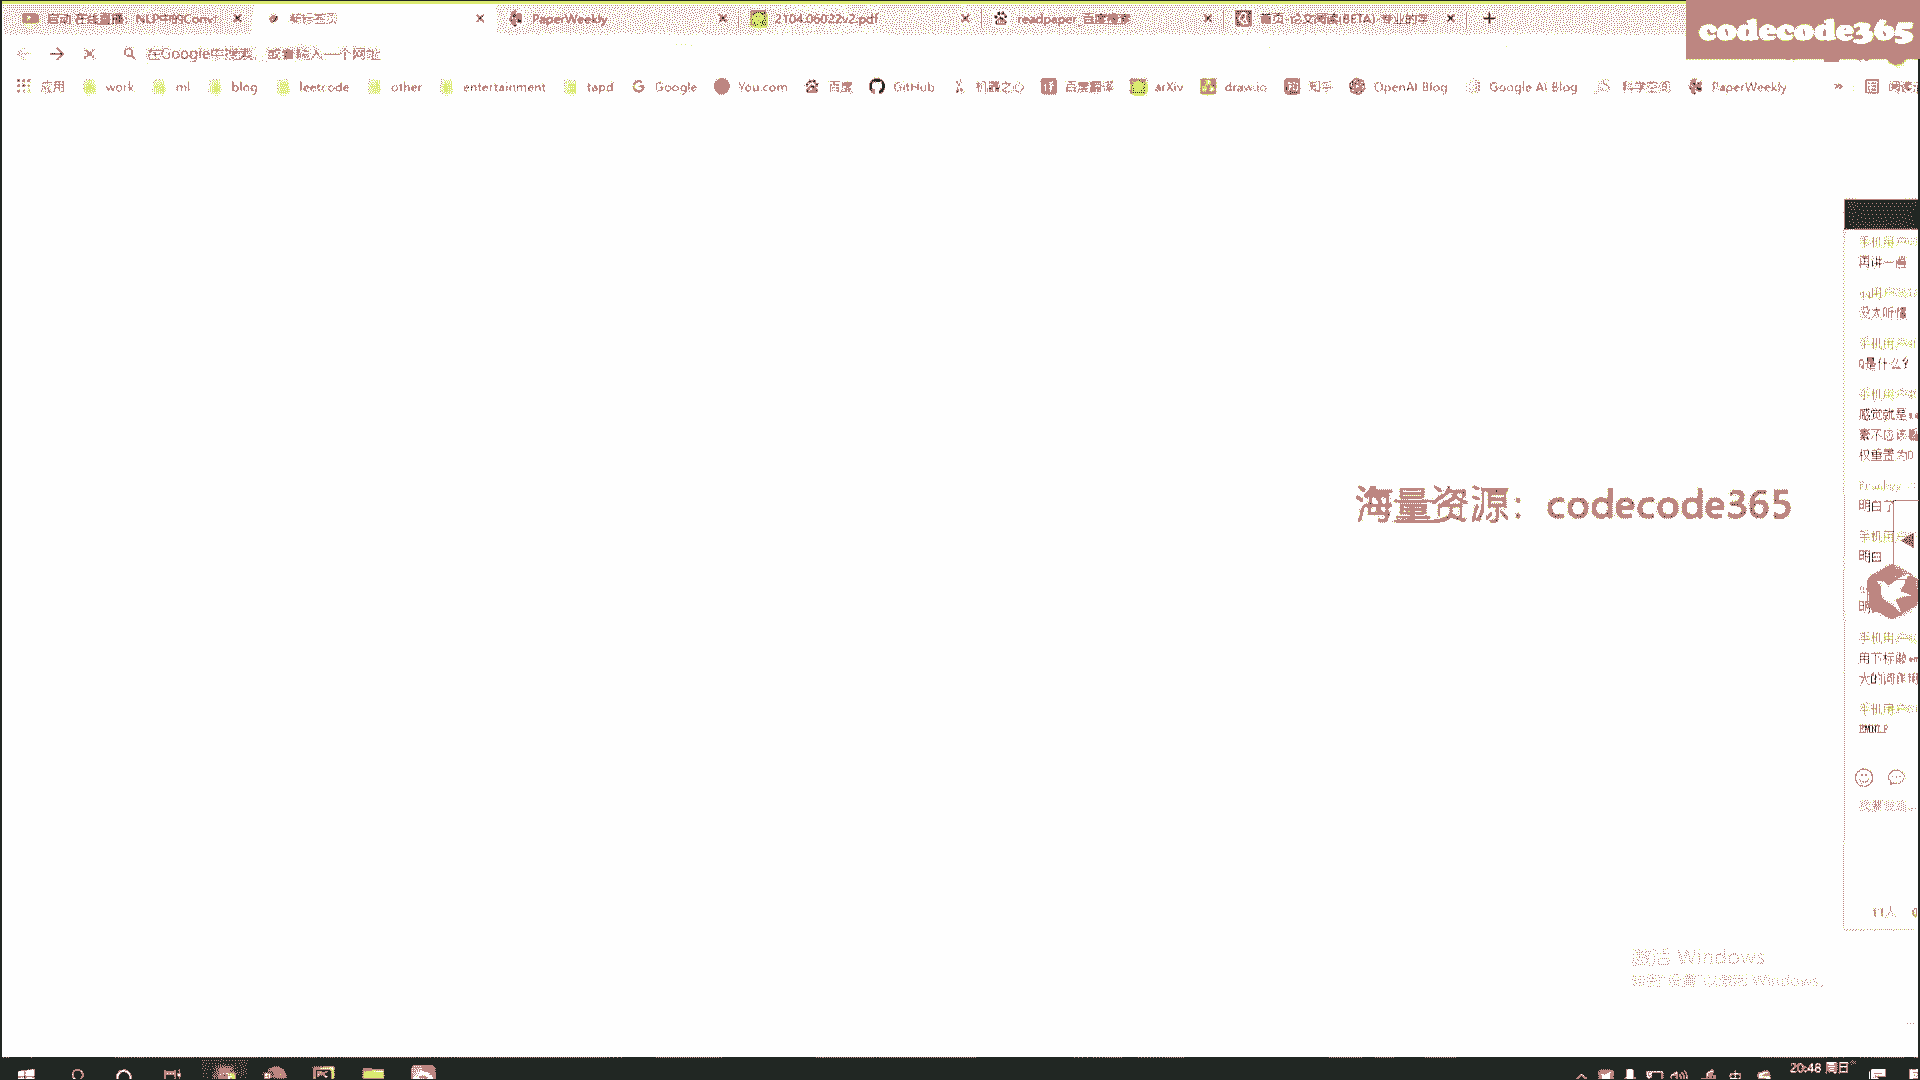 启动 在线直播: NLP中的Conv
新标签页
PaperWeekly
2104.06022v2.pdf
readpaper_百度搜索
首页-论文阅读(BETA)-专业的学
codecode365
在Google中搜索，或者输入一个网址
应用 work ml blog leetcode other entertainment tapd Google You.com 百度 GitHub 机器之心 百度翻译 arXiv draw.io 知乎 OpenAI Blog Google AI Blog 科学空间 PaperWeekly » 阅读
手机用户
再讲一遍
qq用户
没太听懂
手机用户
Q是什么?
手机用户
感觉就是
素不应该
权重置为0
海量资源：codecode365
明白了
手机用户
明白
明
手机用户
用下标做
大的词
手机用户
EMNLP
激活 Windows
转到"设置"以激活 Windows。
20:48 周日